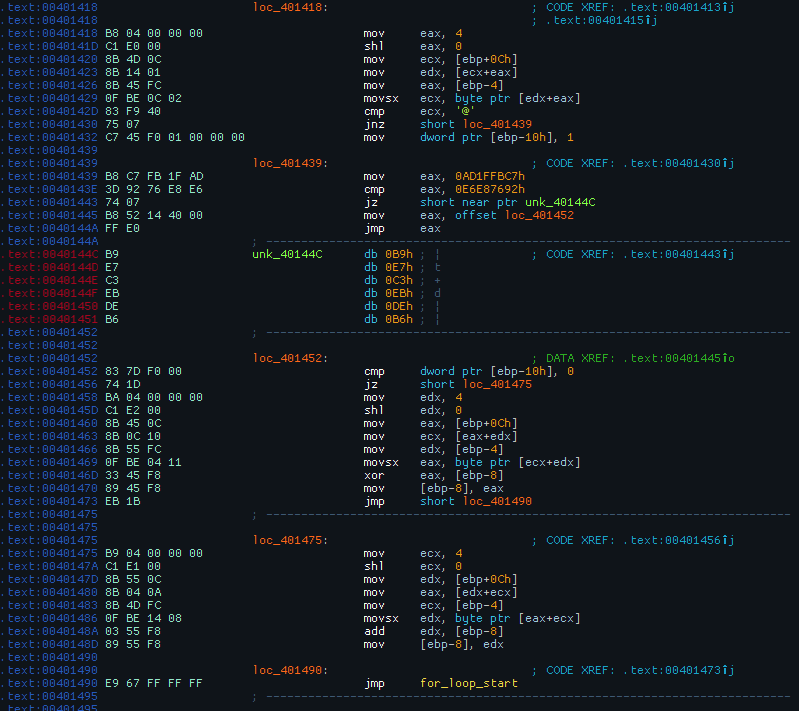 .text:00401418 loc_401418: ; CODE XREF: .text:00401413↑j
.text:00401418 ; .text:00401415↑j
.text:00401418 B8 04 00 00 00 mov eax, 4
.text:0040141D C1 E0 00 shl eax, 0
.text:00401420 8B 4D 0C mov ecx, [ebp+0Ch]
.text:00401423 8B 14 01 mov edx, [ecx+eax]
.text:00401426 8B 45 FC mov eax, [ebp-4]
.text:00401429 0F BE 0C 02 movsx ecx, byte ptr [edx+eax]
.text:0040142D 83 F9 40 cmp ecx, '@'
.text:00401430 75 07 jnz short loc_401439
.text:00401432 C7 45 F0 01 00 00 00 mov dword ptr [ebp-10h], 1
.text:00401439
.text:00401439 loc_401439: ; CODE XREF: .text:00401430↑j
.text:00401439 B8 C7 FB 1F AD mov eax, 0AD1FFBC7h
.text:0040143E 3D 92 76 E8 E6 cmp eax, 0E6E87692h
.text:00401443 74 07 jz short near ptr unk_40144C
.text:00401445 B8 52 14 40 00 mov eax, offset loc_401452
.text:0040144A FF E0 jmp eax
.text:0040144A ; ---------------------------------------------------------------------------
.text:0040144C B9 unk_40144C db 0B9h ; ¦ ; CODE XREF: .text:00401443↑j
.text:0040144D E7 db 0E7h ; t
.text:0040144E C3 db 0C3h ; +
.text:0040144F EB db 0EBh ; d
.text:00401450 DE db 0DEh ; ¦
.text:00401451 B6 db 0B6h ; ¦
.text:00401452 ; ---------------------------------------------------------------------------
.text:00401452
.text:00401452 loc_401452: ; DATA XREF: .text:00401445↑o
.text:00401452 83 7D F0 00 cmp dword ptr [ebp-10h], 0
.text:00401456 74 1D jz short loc_401475
.text:00401458 BA 04 00 00 00 mov edx, 4
.text:0040145D C1 E2 00 shl edx, 0
.text:00401460 8B 45 0C mov eax, [ebp+0Ch]
.text:00401463 8B 0C 10 mov ecx, [eax+edx]
.text:00401466 8B 55 FC mov edx, [ebp-4]
.text:00401469 0F BE 04 11 movsx eax, byte ptr [ecx+edx]
.text:0040146D 33 45 F8 xor eax, [ebp-8]
.text:00401470 89 45 F8 mov [ebp-8], eax
.text:00401473 EB 1B jmp short loc_401490
.text:00401475 ; ---------------------------------------------------------------------------
.text:00401475
.text:00401475 loc_401475: ; CODE XREF: .text:00401456↑j
.text:00401475 B9 04 00 00 00 mov ecx, 4
.text:0040147A C1 E1 00 shl ecx, 0
.text:0040147D 8B 55 0C mov edx, [ebp+0Ch]
.text:00401480 8B 04 0A mov eax, [edx+ecx]
.text:00401483 8B 4D FC mov ecx, [ebp-4]
.text:00401486 0F BE 14 08 movsx edx, byte ptr [eax+ecx]
.text:0040148A 03 55 F8 add edx, [ebp-8]
.text:0040148D 89 55 F8 mov [ebp-8], edx
.text:00401490
.text:00401490 loc_401490: ; CODE XREF: .text:00401473↑j
.text:00401490 E9 67 FF FF FF jmp for_loop_start
.text:00401495 ; ---------------------------------------------------------------------------
.text:00401495